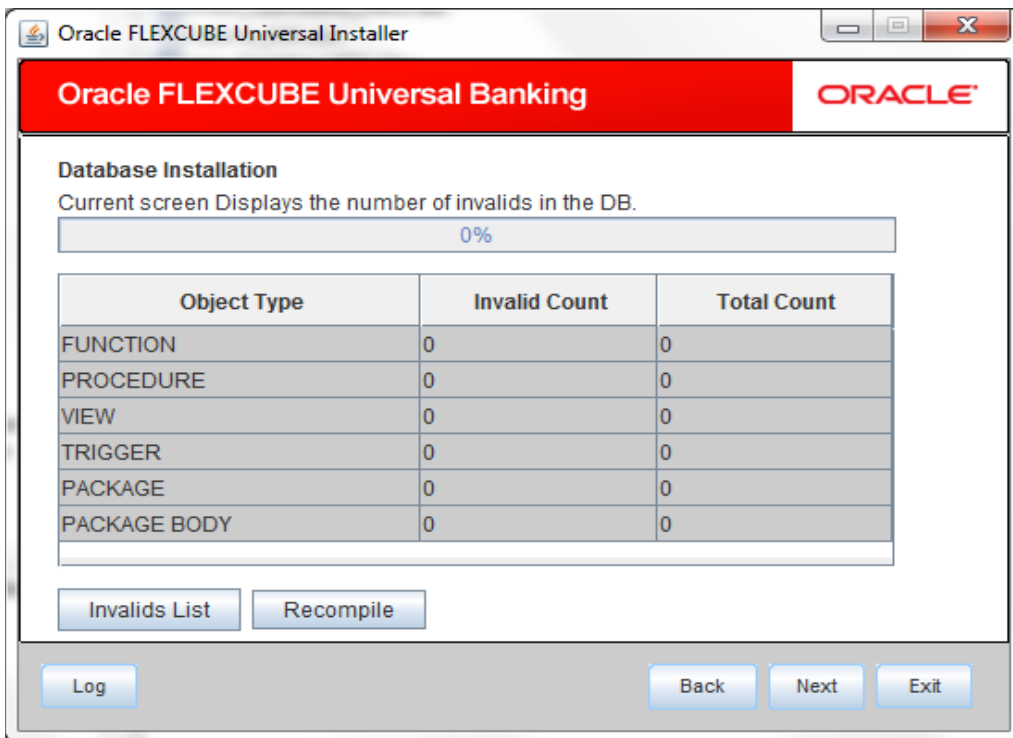 Oracle FLEXCUBE Universal Installer
Oracle FLEXCUBE Universal Banking
ORACLE
Database Installation
Current screen Displays the number of invalids in the DB.
0%
Object Type Invalid Count Total Count
FUNCTION 0 0
PROCEDURE 0 0
VIEW 0 0
TRIGGER 0 0
PACKAGE 0 0
PACKAGE BODY 0 0
Invalids List Recompile
Log Back Next Exit